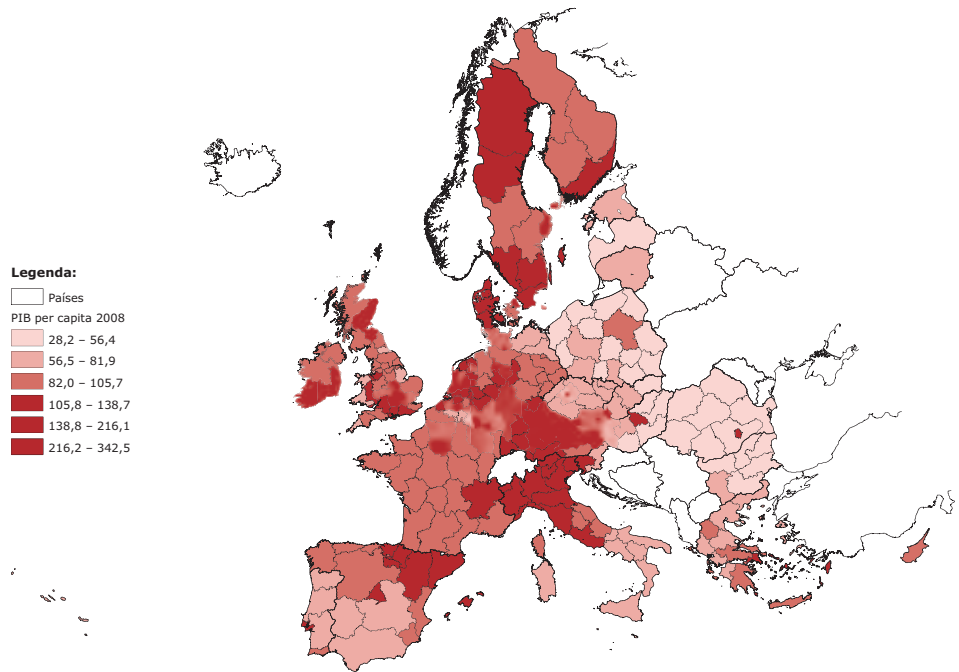 Legenda:
Países
PIB per capita 2008
28,2 – 56,4
56,5 – 81,9
82,0 – 105,7
105,8 – 138,7
138,8 – 216,1
216,2 – 342,5